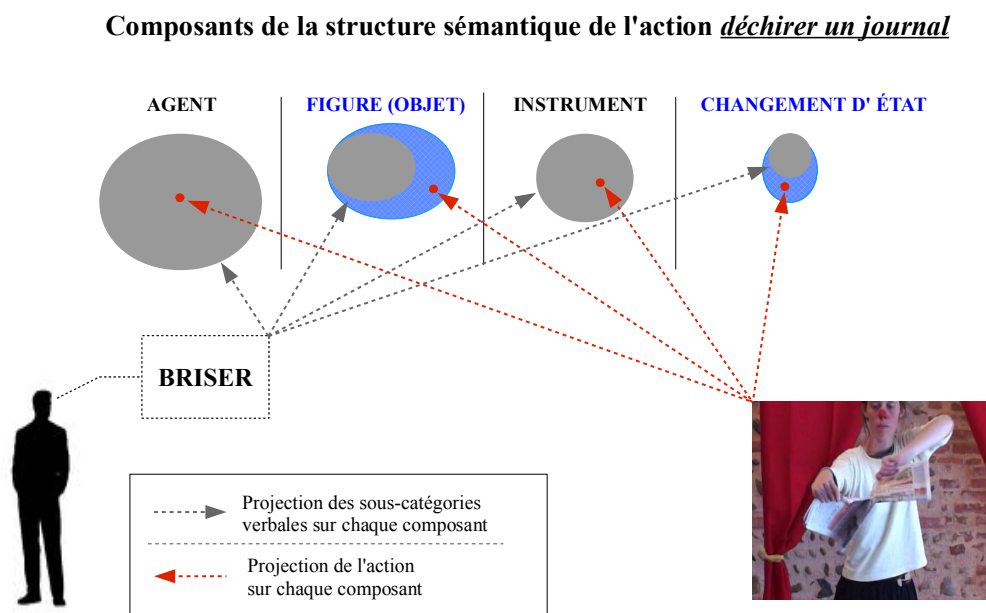 Composants de la structure sémantique de l'action déchirer un journal
AGENT
FIGURE (OBJET)
INSTRUMENT
CHANGEMENT D' ÉTAT
BRISER
Projection des sous-catégories
verbales sur chaque composant
Projection de l'action
sur chaque composant